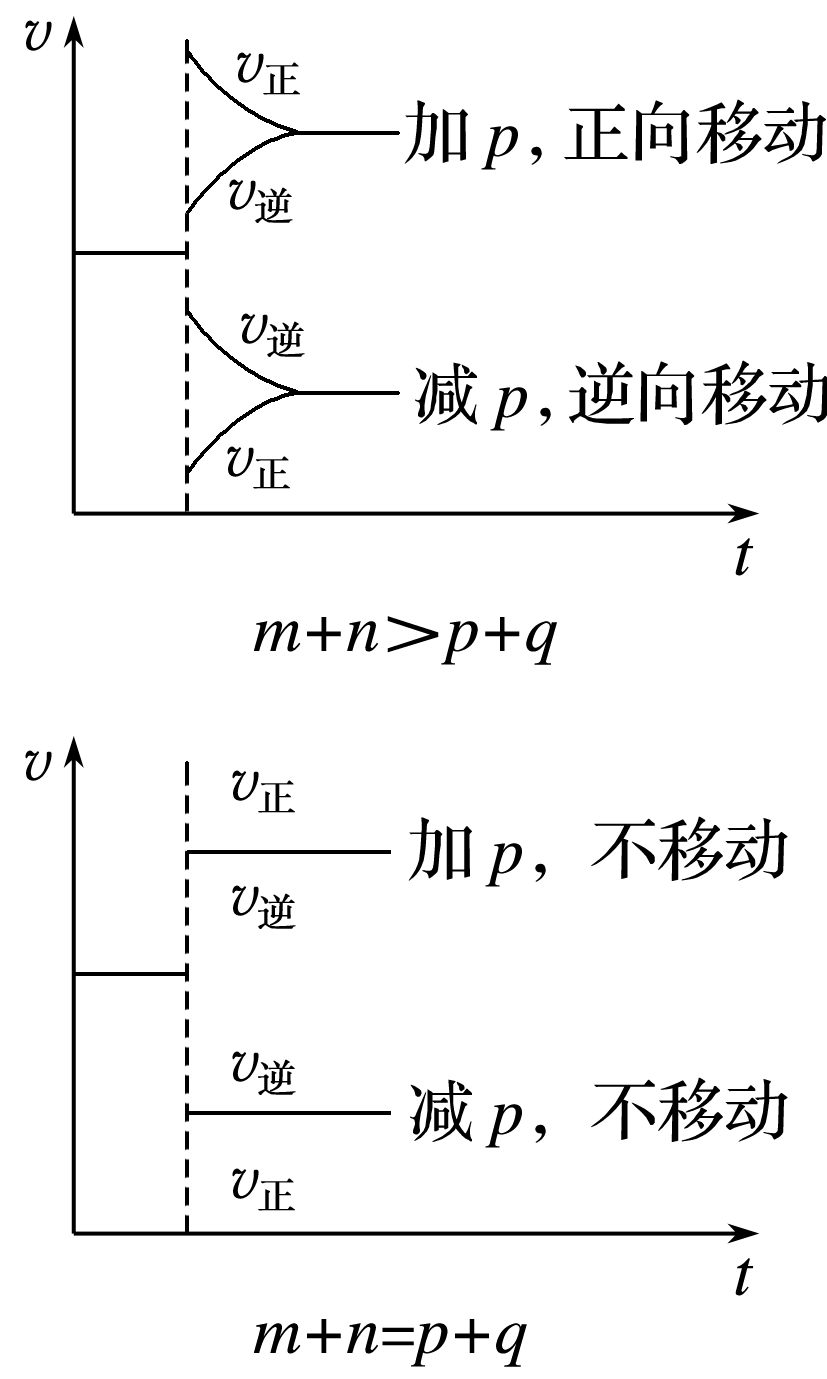 v
v正
加 p, 正向移动
v逆
v逆
减 p, 逆向移动
v正
t
m+n>p+q
v
v正
加 p, 不移动
v逆
v逆
减 p, 不移动
v正
t
m+n=p+q